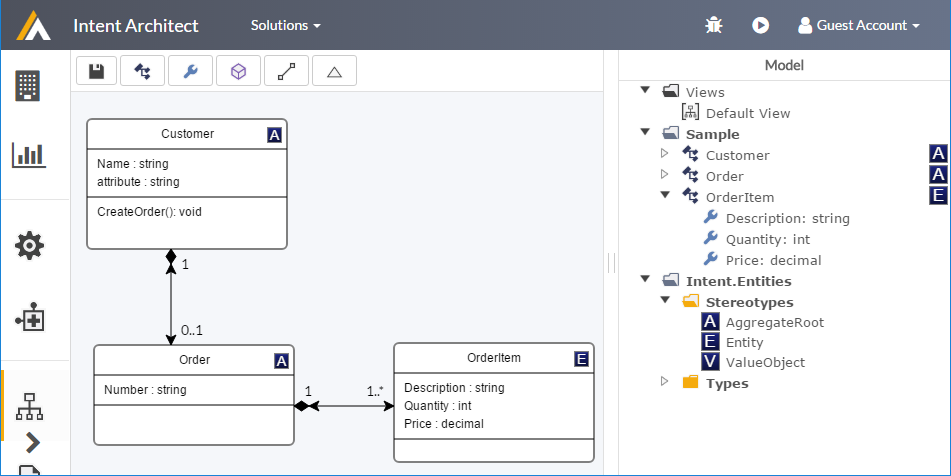 Intent Architect
Solutions
Guest Account
Model
Views
Default View
Sample
Customer A
Order A
OrderItem E
Description: string
Quantity: int
Price: decimal
Intent.Entities
Stereotypes
A AggregateRoot
E Entity
V ValueObject
Types
Customer A
Name : string
attribute : string
CreateOrder(): void
1
0..1
Order A
Number : string
1
1..*
OrderItem E
Description : string
Quantity : int
Price : decimal